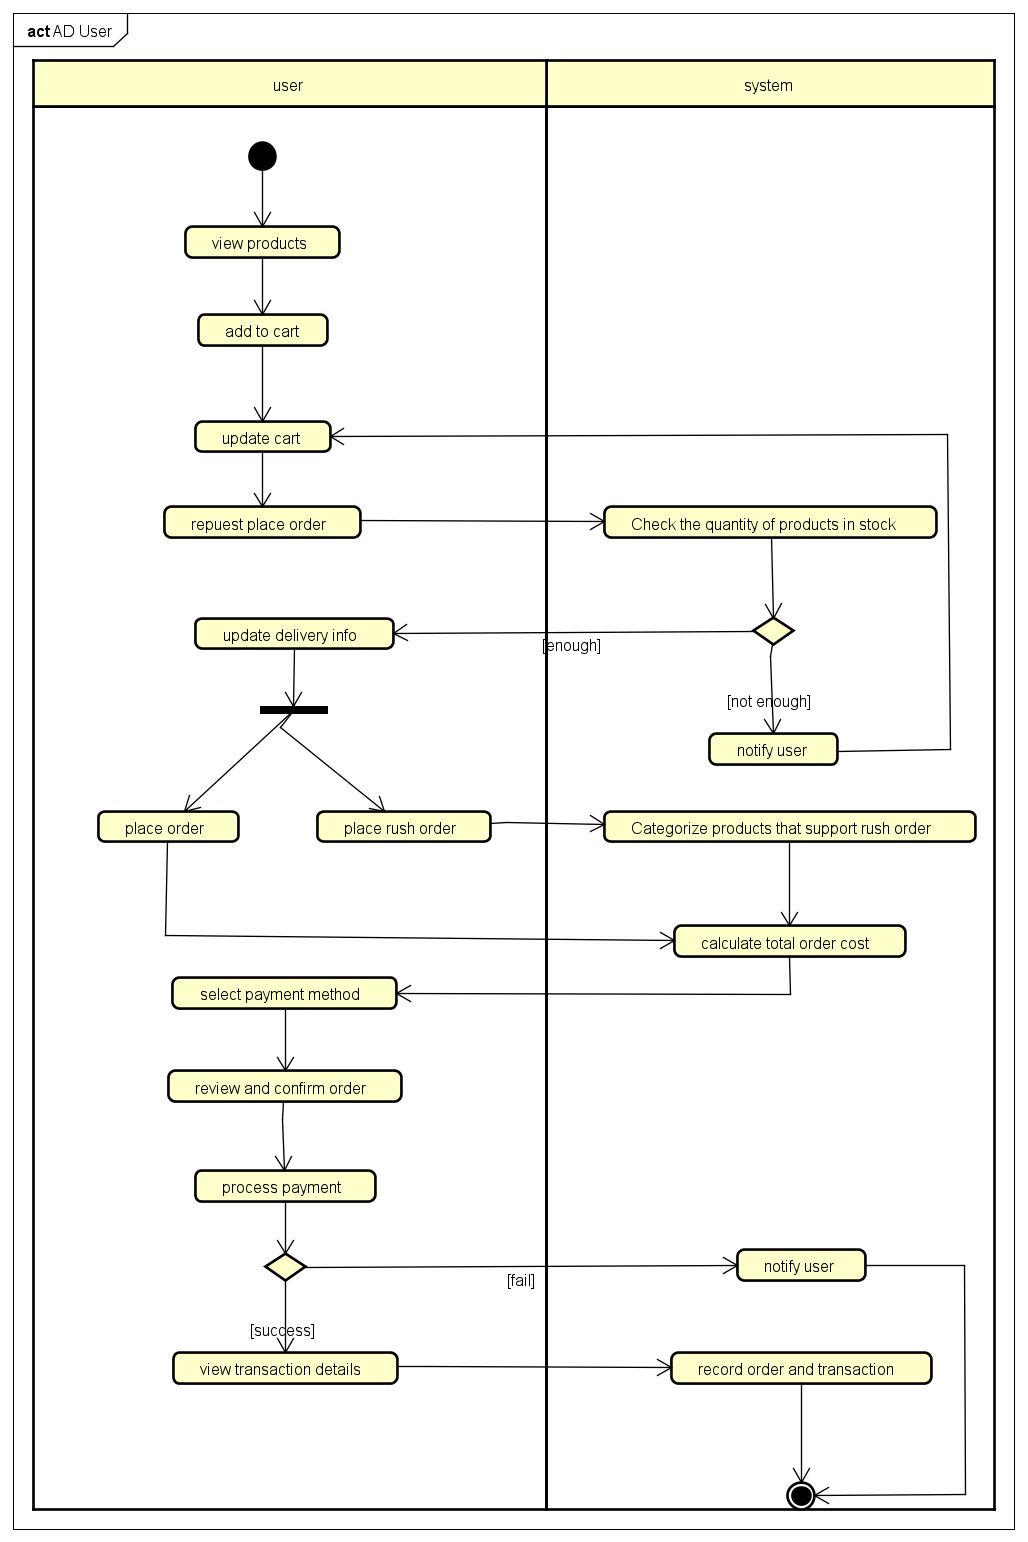 act AD User
user
system
view products
add to cart
update cart
repuest place order
Check the quantity of products in stock
update delivery info
[enough]
[not enough]
notify user
place order
place rush order
Categorize products that support rush order
calculate total order cost
select payment method
review and confirm order
process payment
notify user
[fail]
[success]
view transaction details
record order and transaction